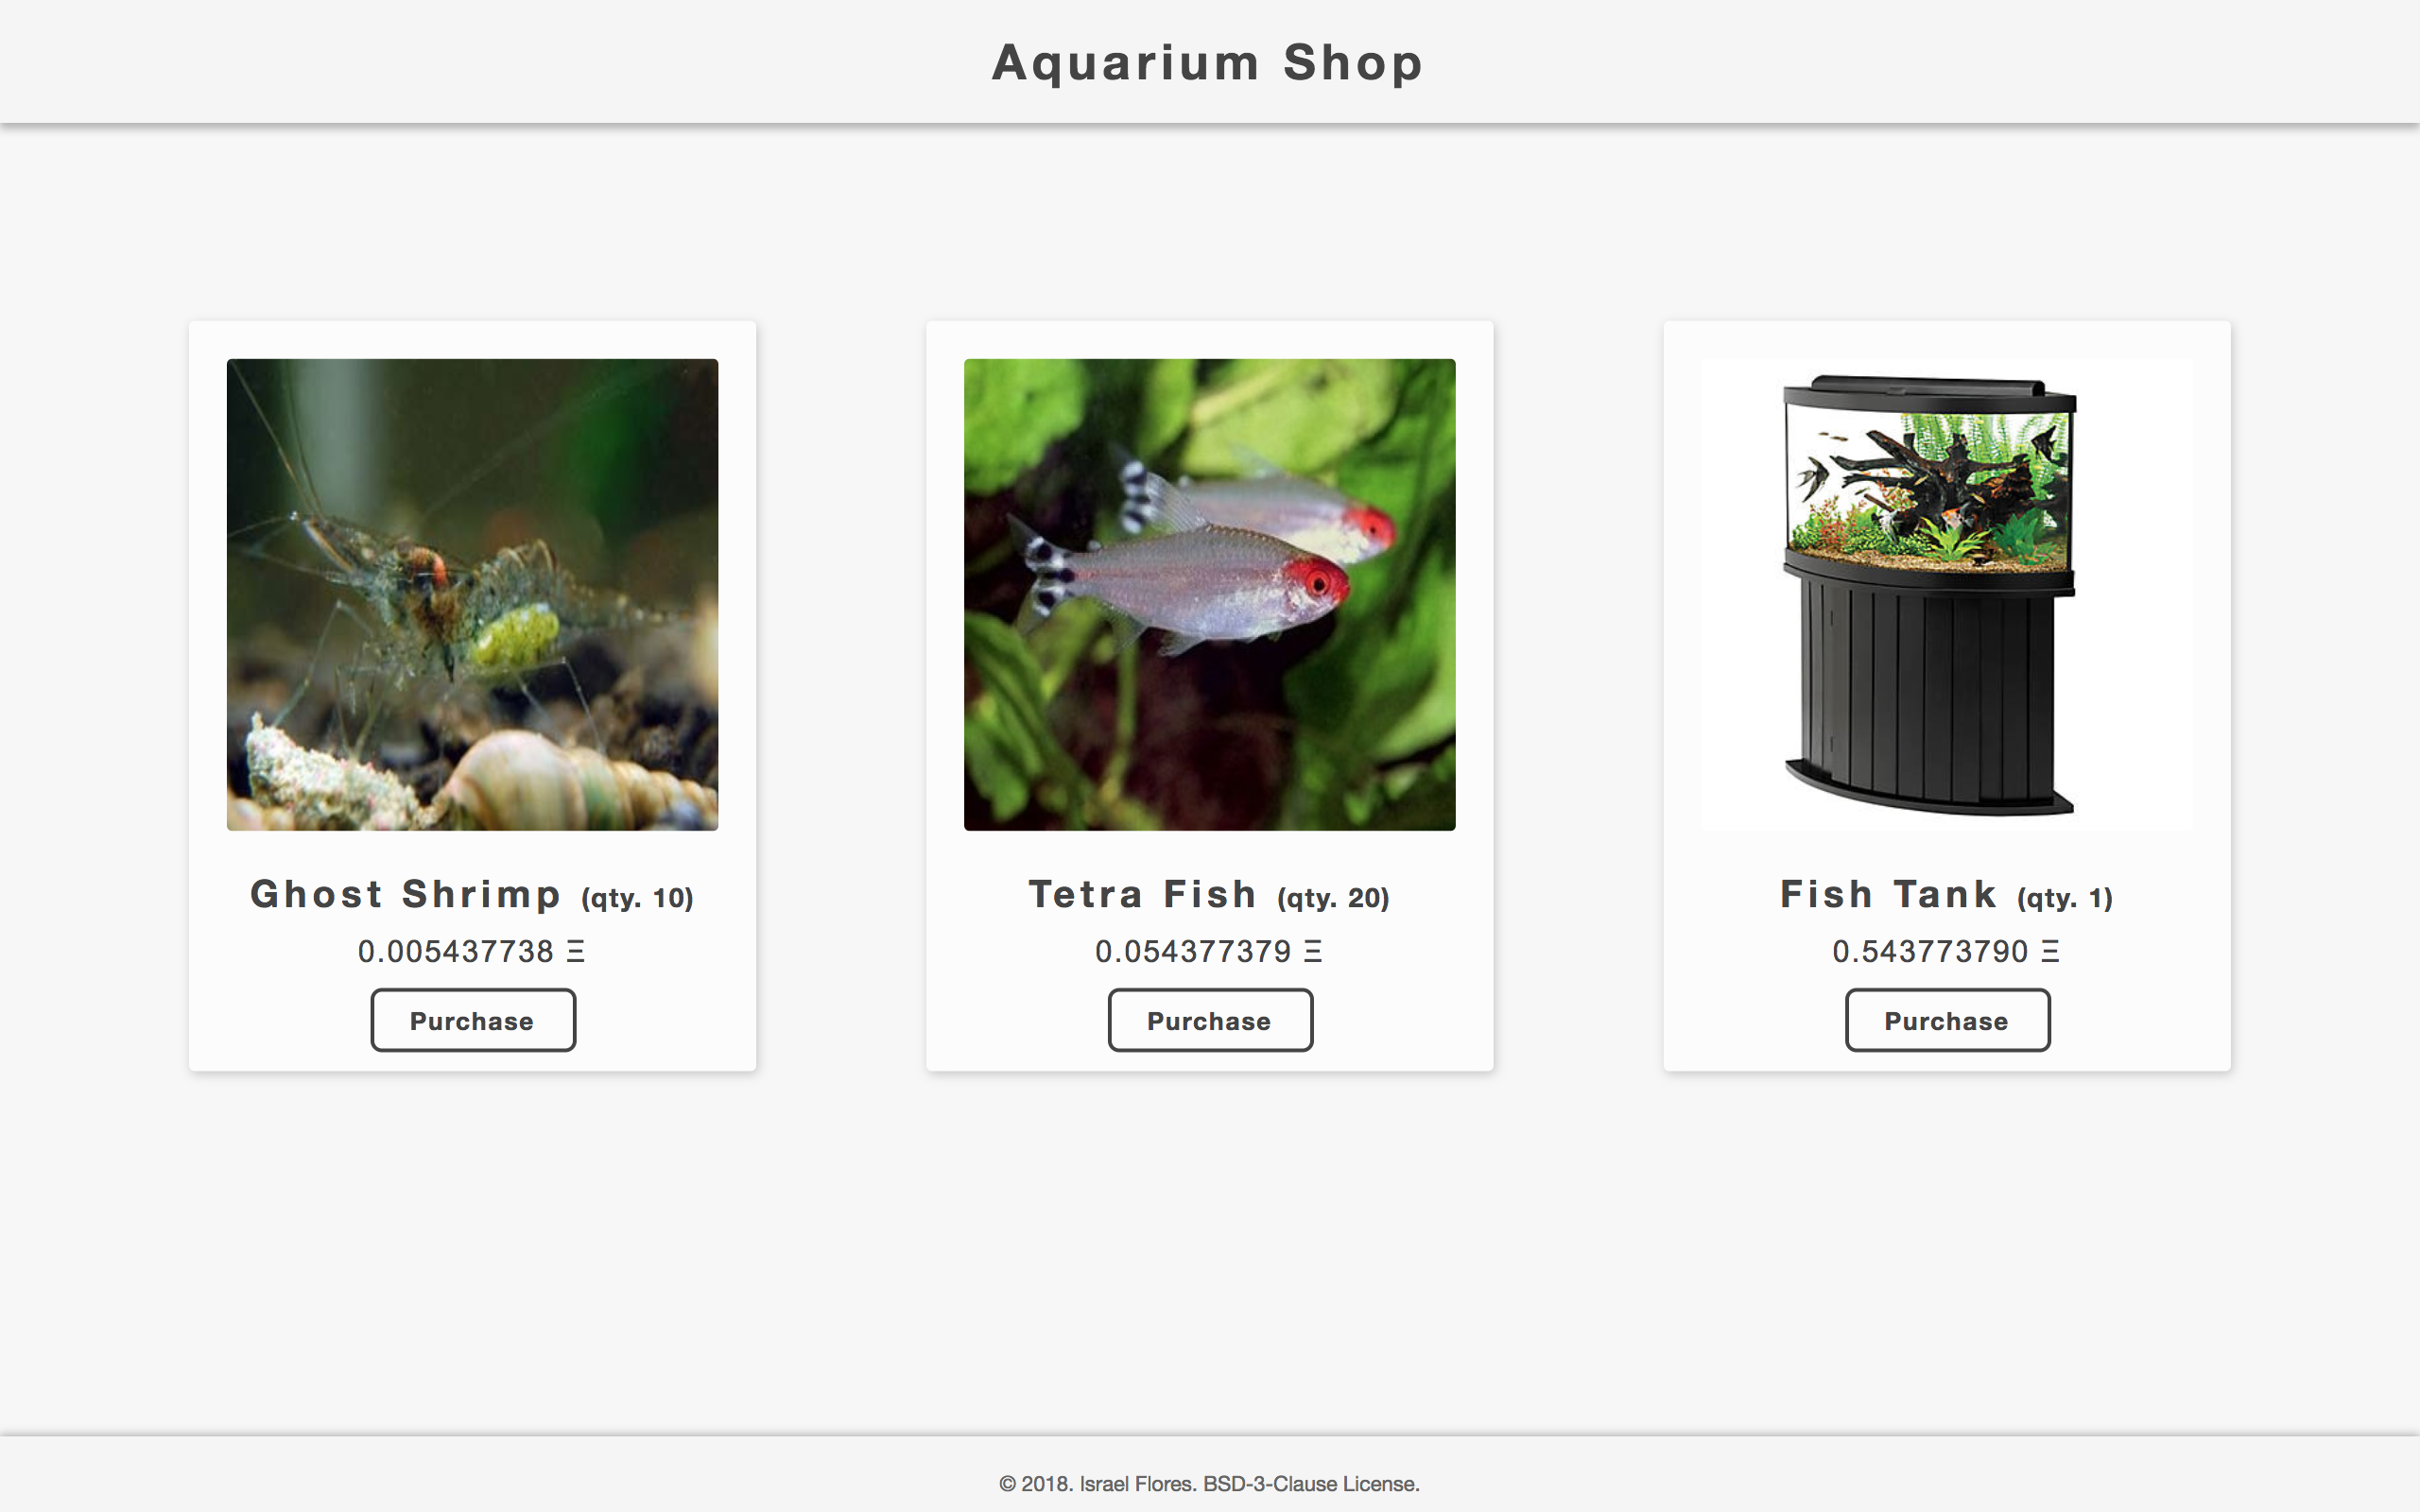 Aquarium Shop
Ghost Shrimp (qty. 10)
0.005437738 Ξ
Purchase
Tetra Fish (qty. 20)
0.054377379 Ξ
Purchase
Fish Tank (qty. 1)
0.543773790 Ξ
Purchase
© 2018. Israel Flores. BSD-3-Clause License.